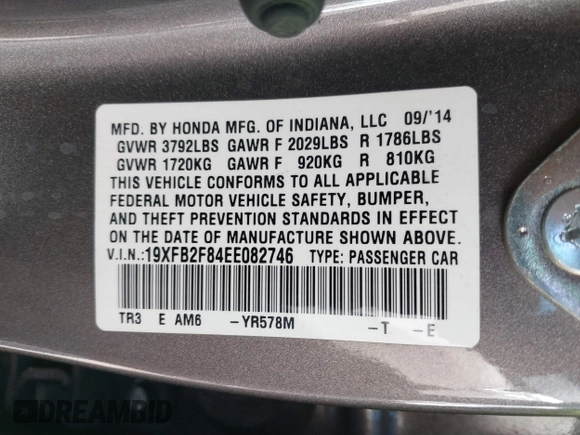 MFD. BY HONDA MFG. OF INDIANA, LLC 09/'14
GVWR 3792LBS GAWR F 2029LBS R 1786LBS
GVWR 1720KG GAWR F 920KG R 810KG
THIS VEHICLE CONFORMS TO ALL APPLICABLE
FEDERAL MOTOR VEHICLE SAFETY, BUMPER,
AND THEFT PREVENTION STANDARDS IN EFFECT
ON THE DATE OF MANUFACTURE SHOWN ABOVE.
V.I.N.:19XFB2F84EE082746 TYPE: PASSENGER CAR
TR3 E AM6 -YR578M -T -E
DREAMBID